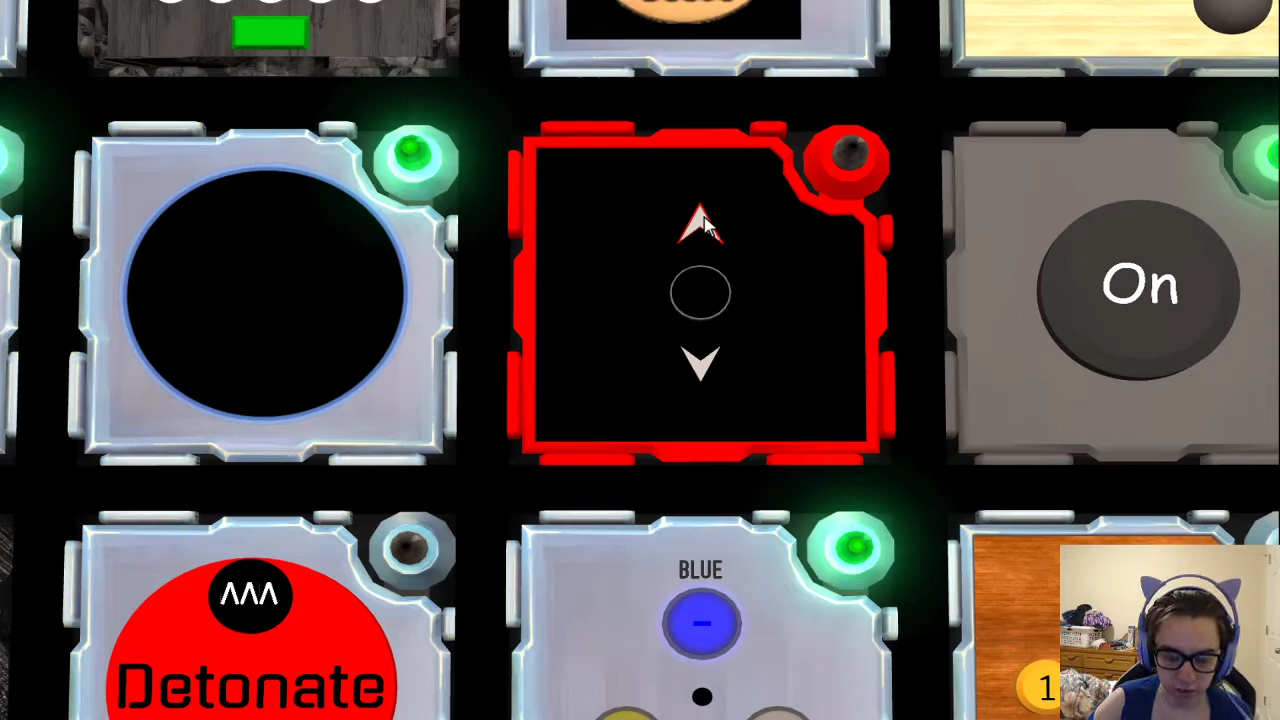 On
ΛΛΛ
Detonate
BLUE
-
1